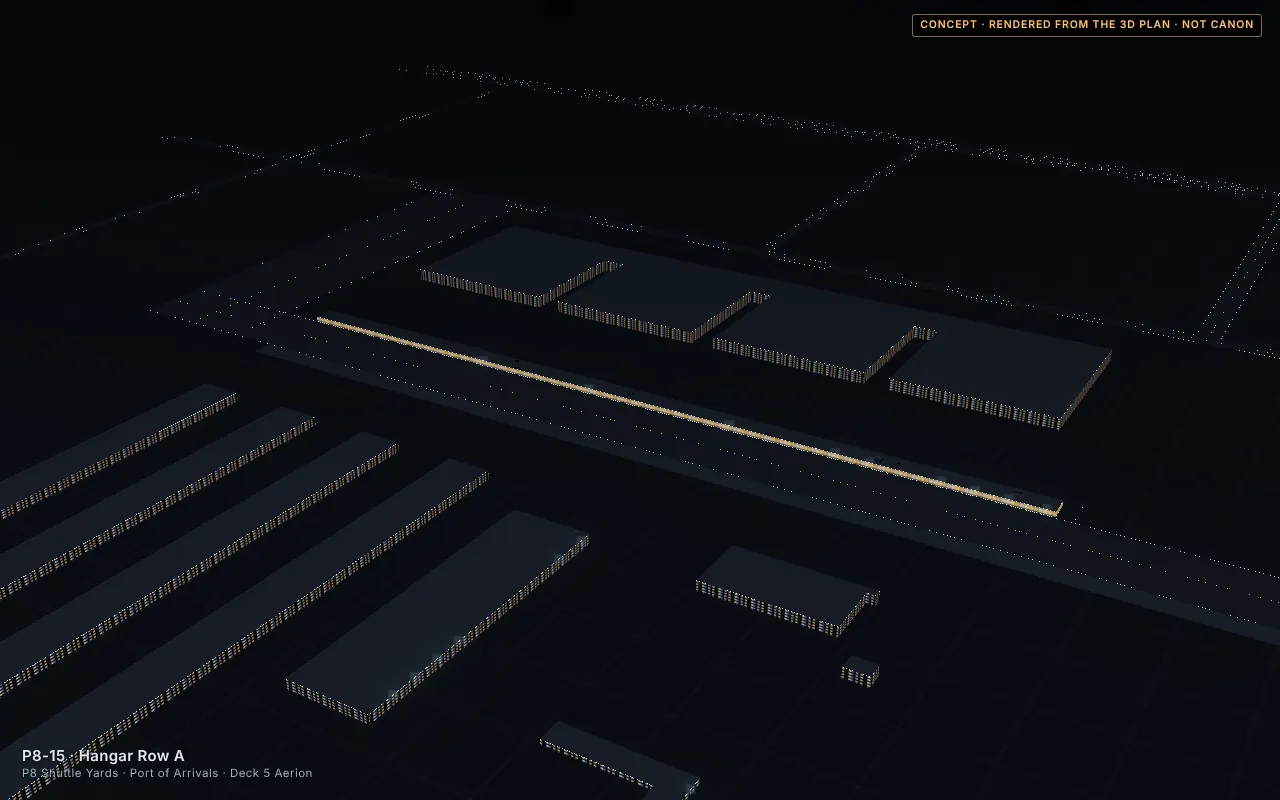 CONCEPT · RENDERED FROM THE 3D PLAN · NOT CANON
P8-15 · Hangar Row A
P8 Shuttle Yards · Port of Arrivals · Deck 5 Aerion